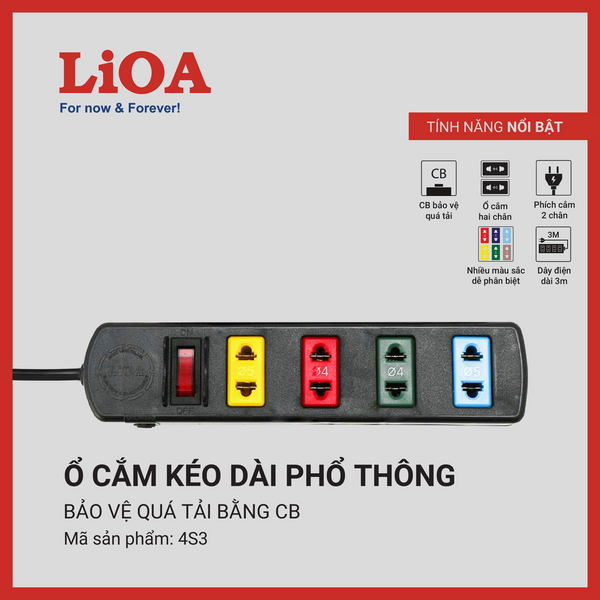 LiOA
For now & Forever!
TÍNH NĂNG NỔI BẬT
CB
CB bảo vệ
quá tải
Ổ cắm
hai chân
Phích cắm
2 chân
Nhiều màu sắc
dễ phân biệt
3M
Dây điện
dài 3m
LiOA
ON
OFF
Ø5
Ø4
Ø4
Ø5
Ổ CẮM KÉO DÀI PHỔ THÔNG
BẢO VỆ QUÁ TẢI BẰNG CB
Mã sản phẩm: 4S3